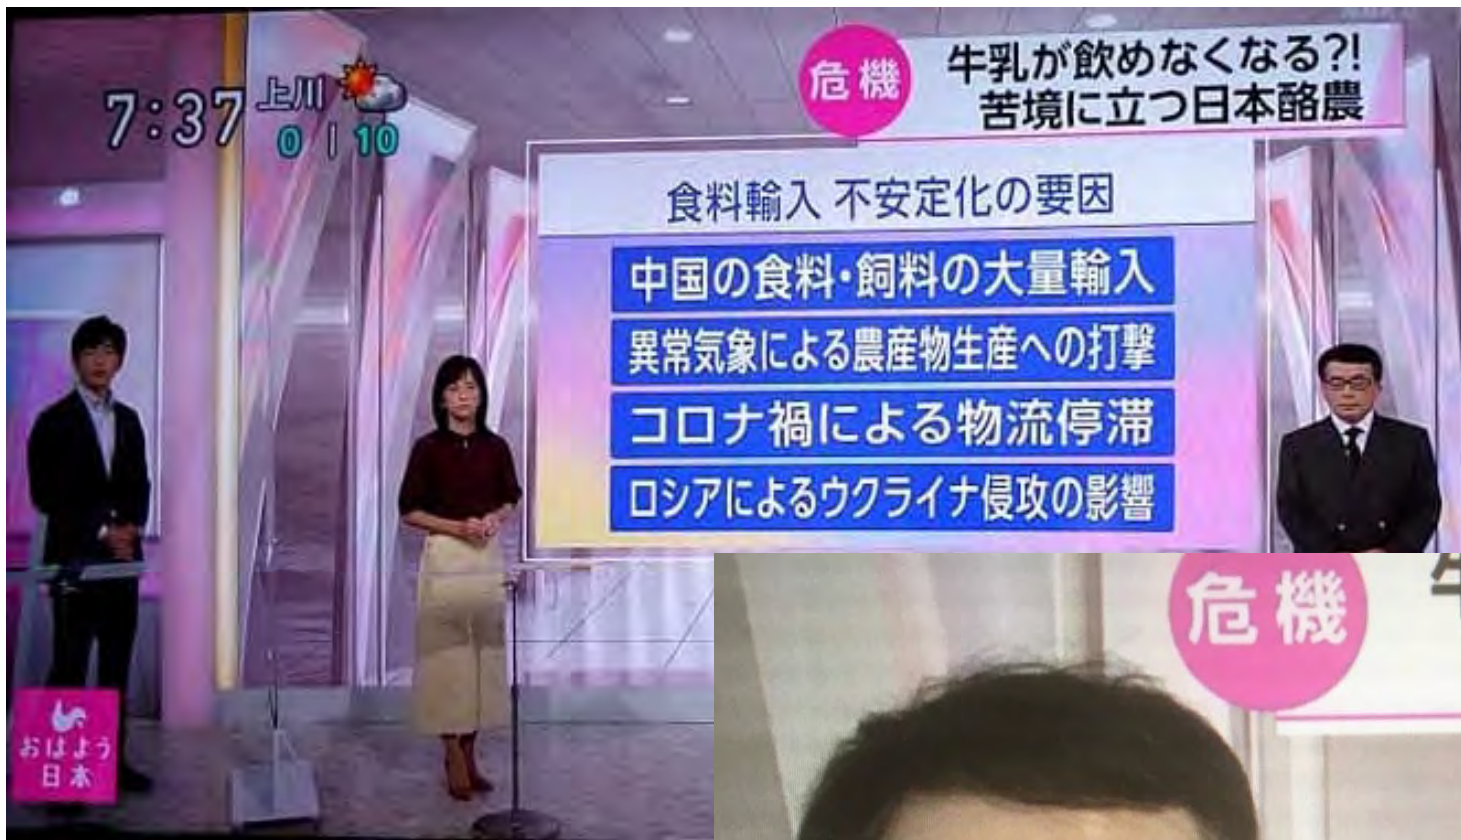 7:37
上川
0 | 10
危機
牛乳が飲めなくなる?!
苦境に立つ日本酪農
食料輸入 不安定化の要因
中国の食料・飼料の大量輸入
異常気象による農産物生産への打撃
コロナ禍による物流停滞
ロシアによるウクライナ侵攻の影響
おはよう
日本
危機